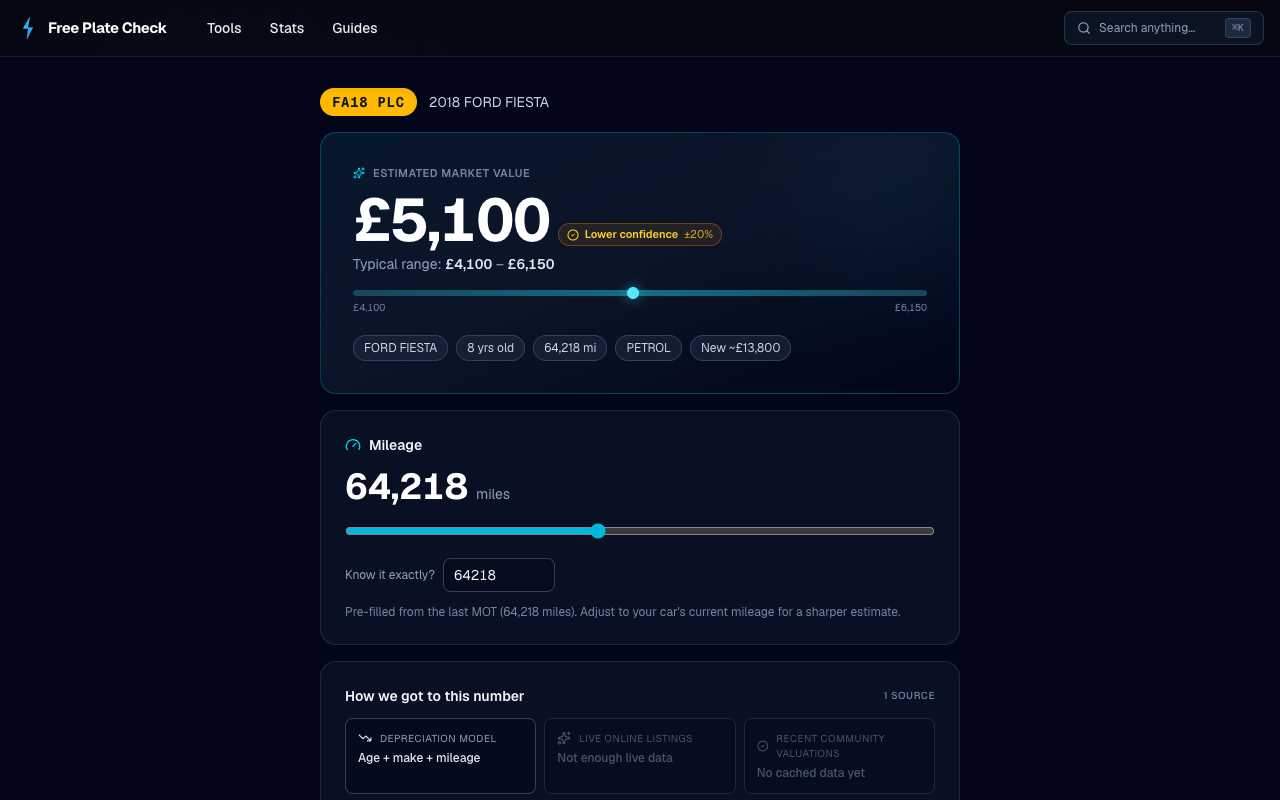 Free Plate Check
Tools
Stats
Guides
Search anything...
⌘K
FA18 PLC
2018 FORD FIESTA
ESTIMATED MARKET VALUE
£5,100
Lower confidence ±20%
Typical range: £4,100 – £6,150
£4,100
£6,150
FORD FIESTA
8 yrs old
64,218 mi
PETROL
New ~£13,800
Mileage
64,218 miles
Know it exactly?
64218
Pre-filled from the last MOT (64,218 miles). Adjust to your car's current mileage for a sharper estimate.
How we got to this number
1 SOURCE
DEPRECIATION MODEL
Age + make + mileage
LIVE ONLINE LISTINGS
Not enough live data
RECENT COMMUNITY
VALUATIONS
No cached data yet